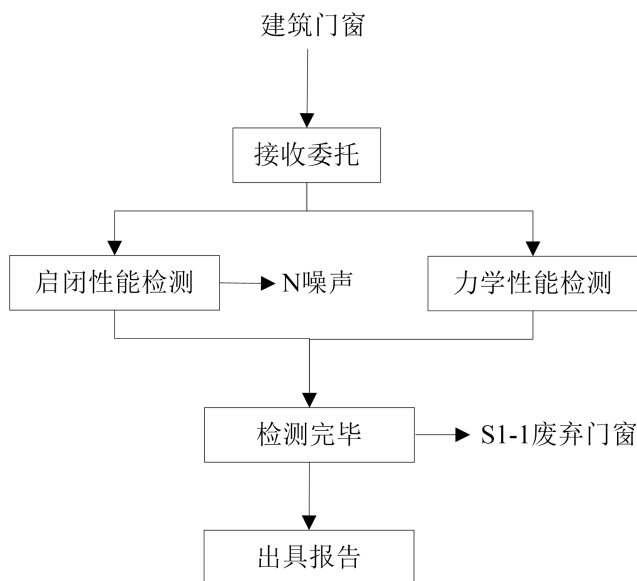 建筑门窗
接收委托
启闭性能检测
N噪声
力学性能检测
检测完毕
S1-1废弃门窗
出具报告